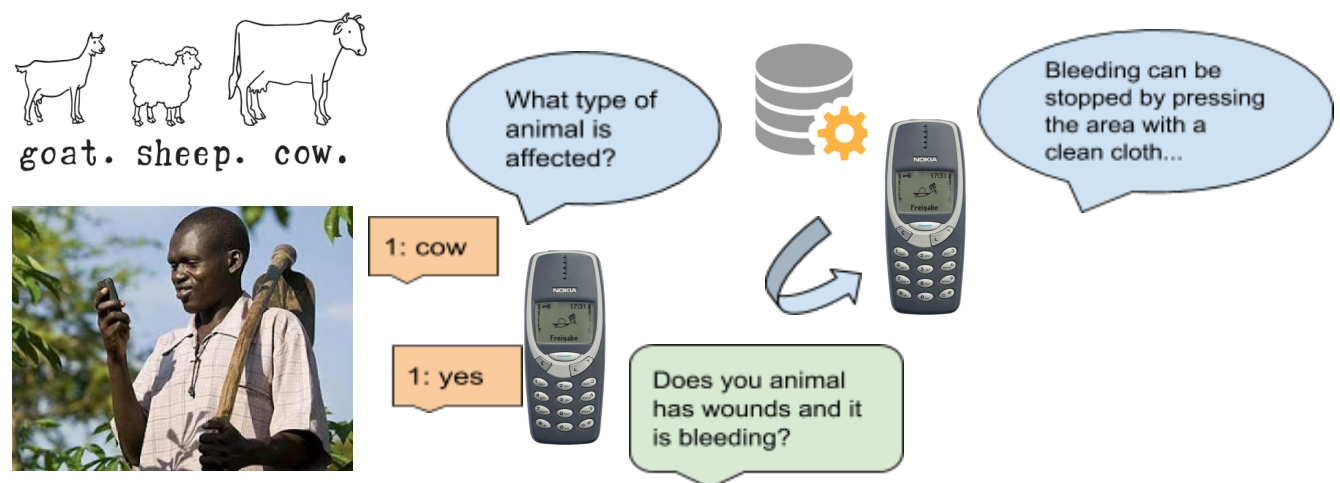 goat. sheep. cow.
What type of
animal is
affected?
1: cow
NOKIA
17:31
Freigabe
1: yes
Does you animal
has wounds and it
is bleeding?
NOKIA
17:31
Freigabe
Bleeding can be
stopped by pressing
the area with a
clean cloth...